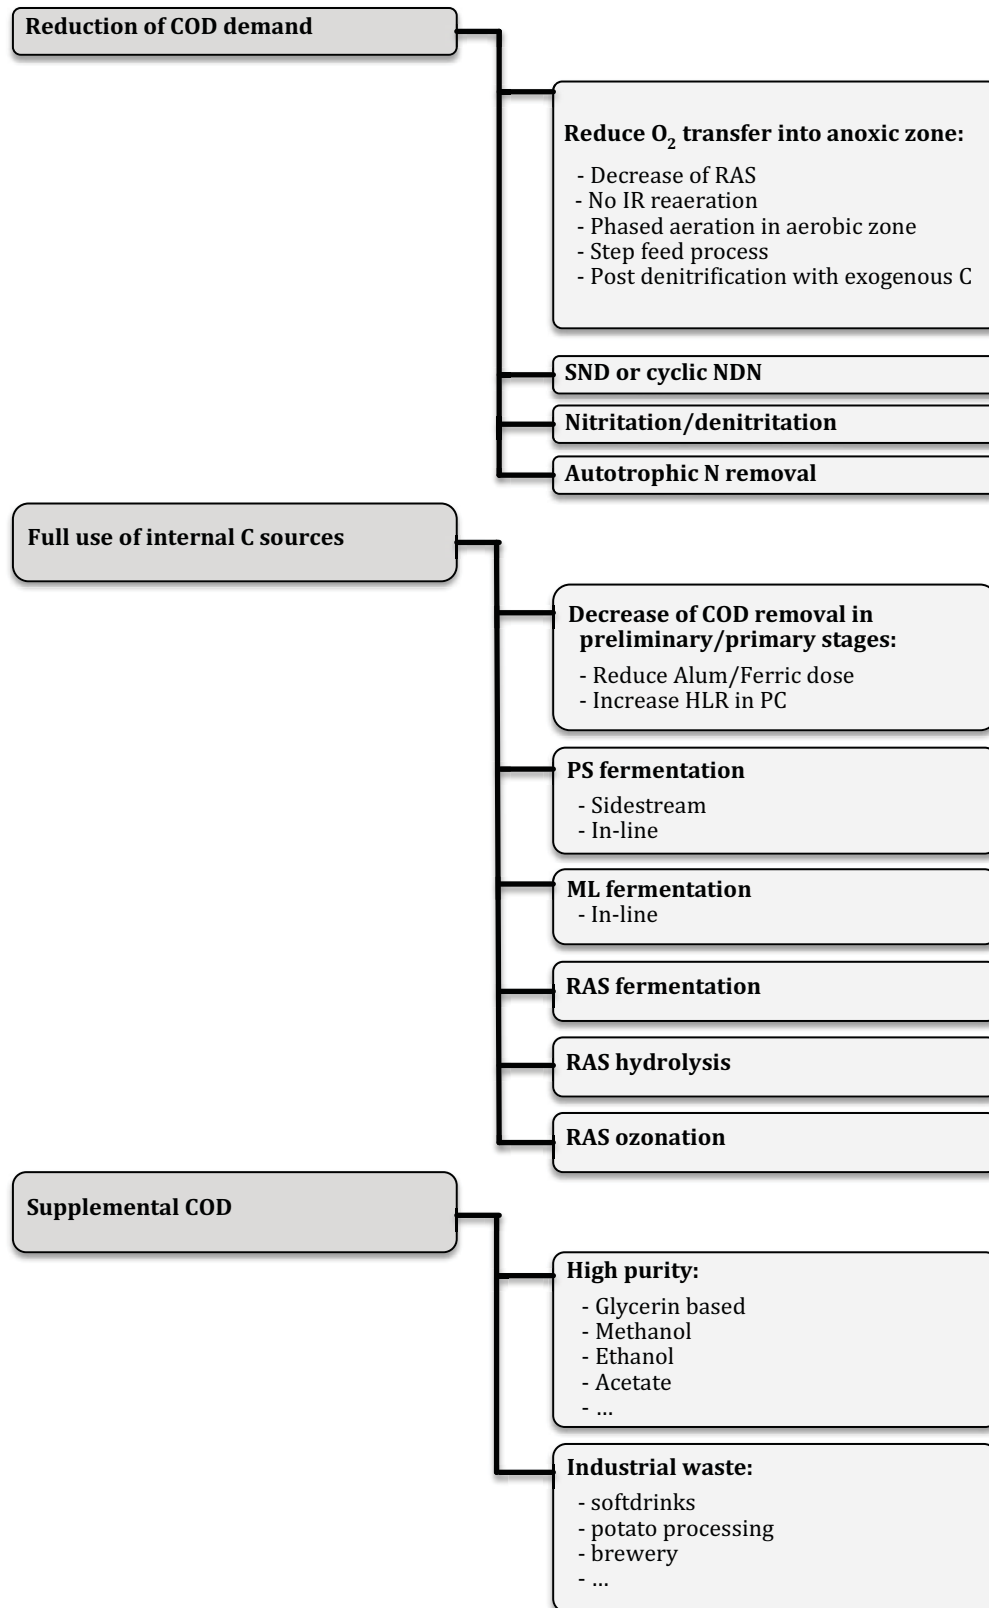 Reduction of COD demand
Reduce O₂ transfer into anoxic zone:
- Decrease of RAS
- No IR reaeration
- Phased aeration in aerobic zone
- Step feed process
- Post denitrification with exogenous C
SND or cyclic NDN
Nitritation/denitritation
Autotrophic N removal
Full use of internal C sources
Decrease of COD removal in
preliminary/primary stages:
- Reduce Alum/Ferric dose
- Increase HLR in PC
PS fermentation
- Sidestream
- In-line
ML fermentation
- In-line
RAS fermentation
RAS hydrolysis
RAS ozonation
Supplemental COD
High purity:
- Glycerin based
- Methanol
- Ethanol
- Acetate
- ...
Industrial waste:
- softdrinks
- potato processing
- brewery
- ...